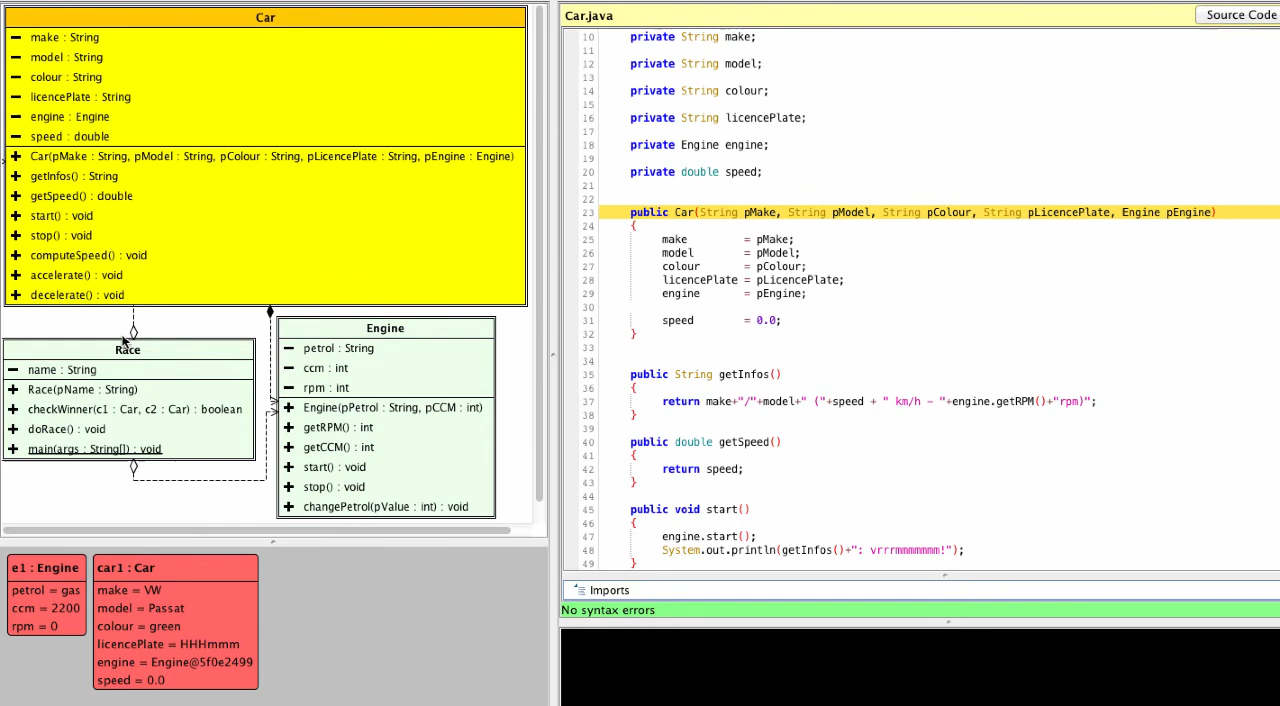 Car
make : String
model : String
colour : String
licencePlate : String
engine : Engine
speed : double
Car(pMake : String, pModel : String, pColour : String, pLicencePlate : String, pEngine : Engine)
getInfos() : String
getSpeed() : double
start() : void
stop() : void
computeSpeed() : void
accelerate() : void
decelerate() : void
Race
name : String
Race(pName : String)
checkWinner(c1 : Car, c2 : Car) : boolean
doRace() : void
main(args : String[]) : void
Engine
petrol : String
ccm : int
rpm : int
Engine(pPetrol : String, pCCM : int)
getRPM() : int
getCCM() : int
start() : void
stop() : void
changePetrol(pValue : int) : void
e1 : Engine
petrol = gas
ccm = 2200
rpm = 0
car1 : Car
make = VW
model = Passat
colour = green
licencePlate = HHHmmm
engine = Engine@5f0e2499
speed = 0.0
Car.java
Source Code
10 private String make;
11
12 private String model;
13
14 private String colour;
15
16 private String licencePlate;
17
18 private Engine engine;
19
20 private double speed;
21
22
23 public Car(String pMake, String pModel, String pColour, String pLicencePlate, Engine pEngine)
24 {
25 make = pMake;
26 model = pModel;
27 colour = pColour;
28 licencePlate = pLicencePlate;
29 engine = pEngine;
30
31 speed = 0.0;
32 }
33
34
35 public String getInfos()
36 {
37 return make+"/"+model+" ("+speed + " km/h - "+engine.getRPM()+"rpm)";
38 }
39
40 public double getSpeed()
41 {
42 return speed;
43 }
44
45 public void start()
46 {
47 engine.start();
48 System.out.println(getInfos()+": vrrrmmmmmmm!");
49 }
Imports
No syntax errors